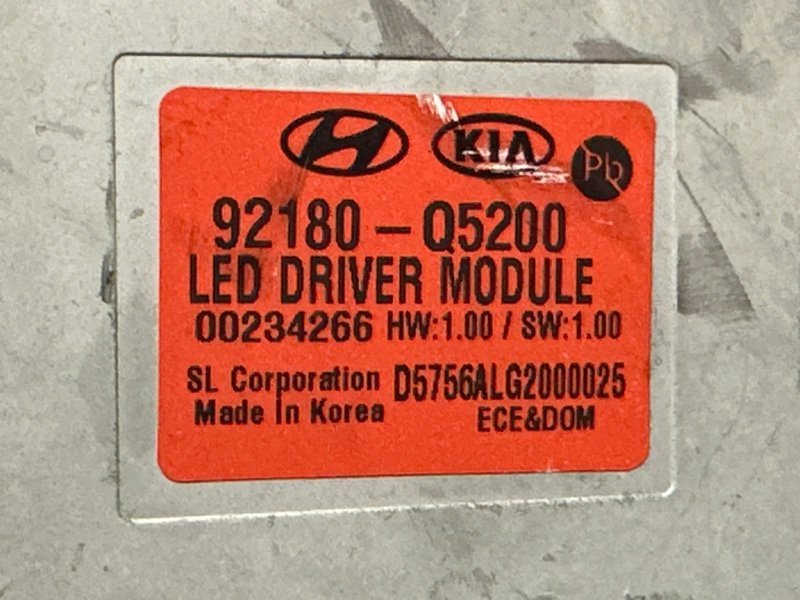 KIA
Pb
92180-Q5200
LED DRIVER MODULE
00234266 HW:1.00 / SW:1.00
SL Corporation D5756ALG2000025
Made In Korea ECE&DOM